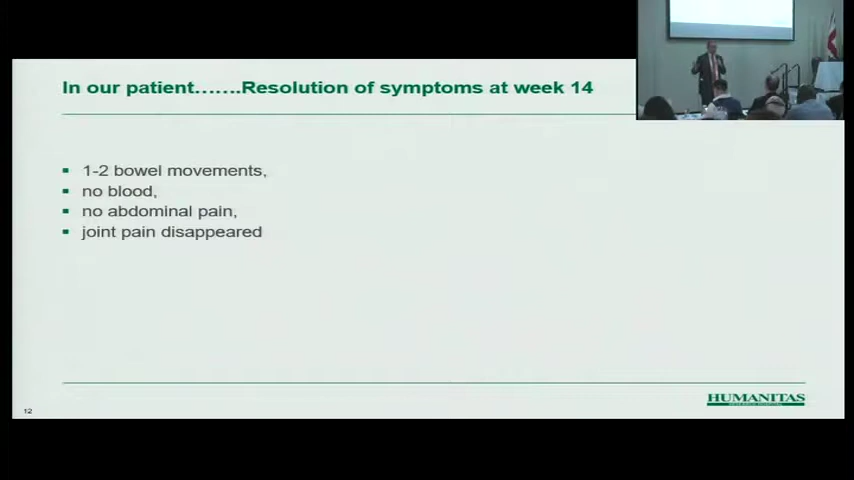 In our patient…….Resolution of symptoms at week 14
1-2 bowel movements,
no blood,
no abdominal pain,
joint pain disappeared
12
HUMANITAS